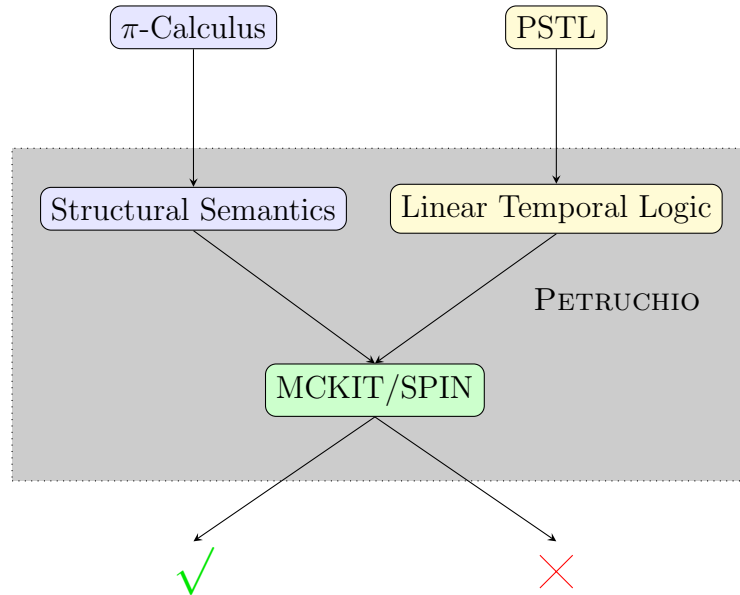 π-Calculus
PSTL
Structural Semantics
Linear Temporal Logic
PETRUCHIO
MCKIT/SPIN
√
×